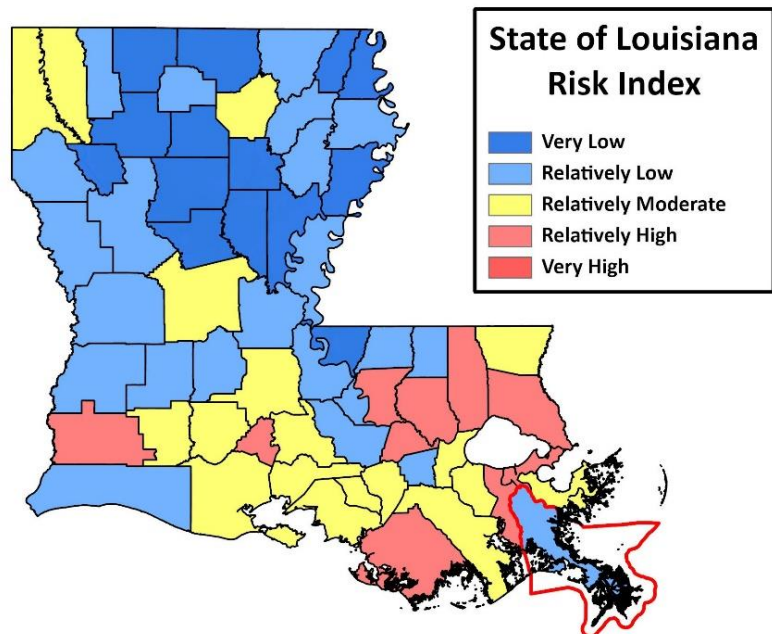 State of Louisiana
Risk Index
Very Low
Relatively Low
Relatively Moderate
Relatively High
Very High